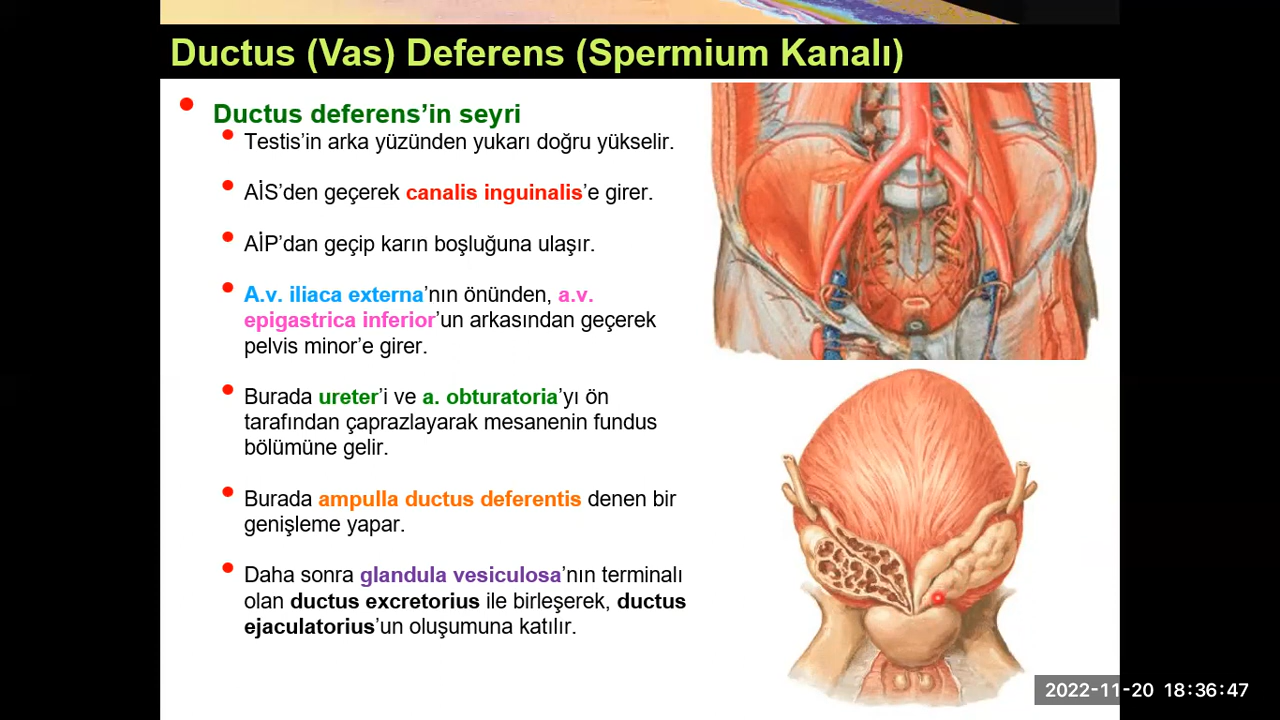 Ductus (Vas) Deferens (Spermium Kanalı)
Ductus deferens’in seyri
Testis’in arka yüzünden yukarı doğru yükselir.
AİS’den geçerek canalis inguinalis’e girer.
AİP’dan geçip karın boşluğuna ulaşır.
A.v. iliaca externa’nın önünden, a.v.
epigastrica inferior’un arkasından geçerek
pelvis minor’e girer.
Burada ureter’i ve a. obturatoria’yı ön
tarafından çaprazlayarak mesanenin fundus
bölümüne gelir.
Burada ampulla ductus deferentis denen bir
genişleme yapar.
Daha sonra glandula vesiculosa’nın terminalı
olan ductus excretorius ile birleşerek, ductus
ejaculatorius’un oluşumuna katılır.
2022-11-20 18:36:47